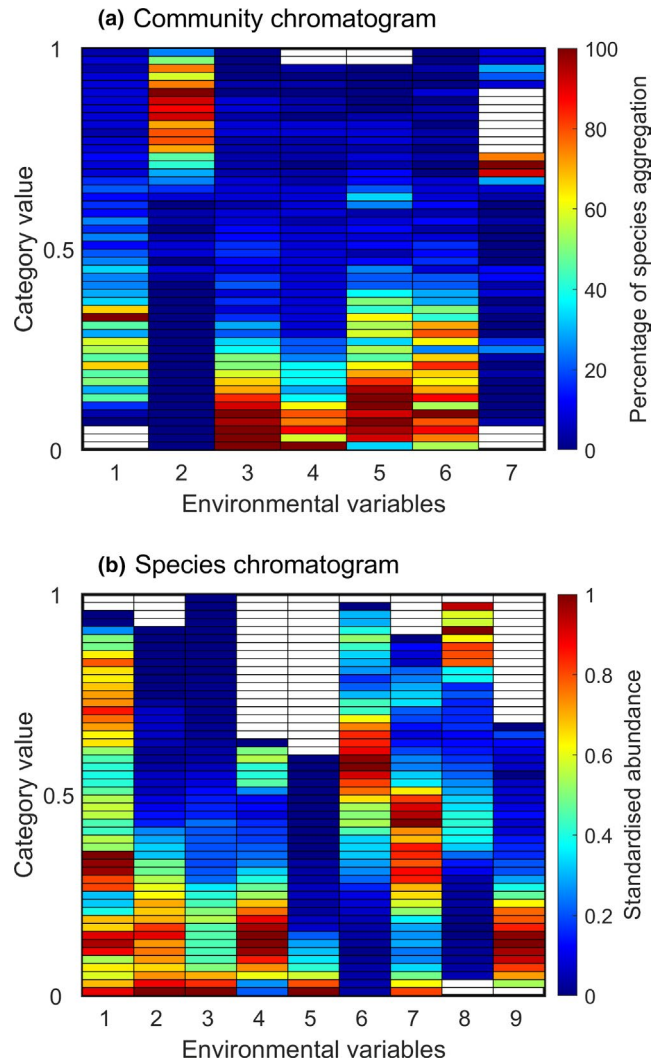 (a) Community chromatogram
1
0.5
0
Category value
1 2 3 4 5 6 7
Environmental variables
100
80
60
40
20
0
Percentage of species aggregation
(b) Species chromatogram
1
0.5
0
Category value
1 2 3 4 5 6 7 8 9
Environmental variables
1
0.8
0.6
0.4
0.2
0
Standardised abundance